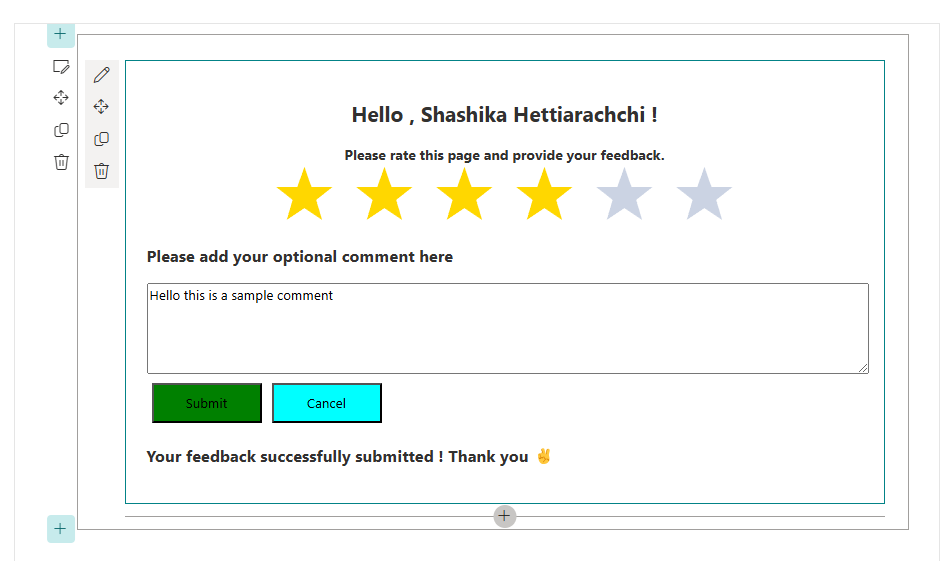 Hello , Shashika Hettiarachchi !
Please rate this page and provide your feedback.
Please add your optional comment here
Hello this is a sample comment
Submit Cancel
Your feedback successfully submitted ! Thank you ✌